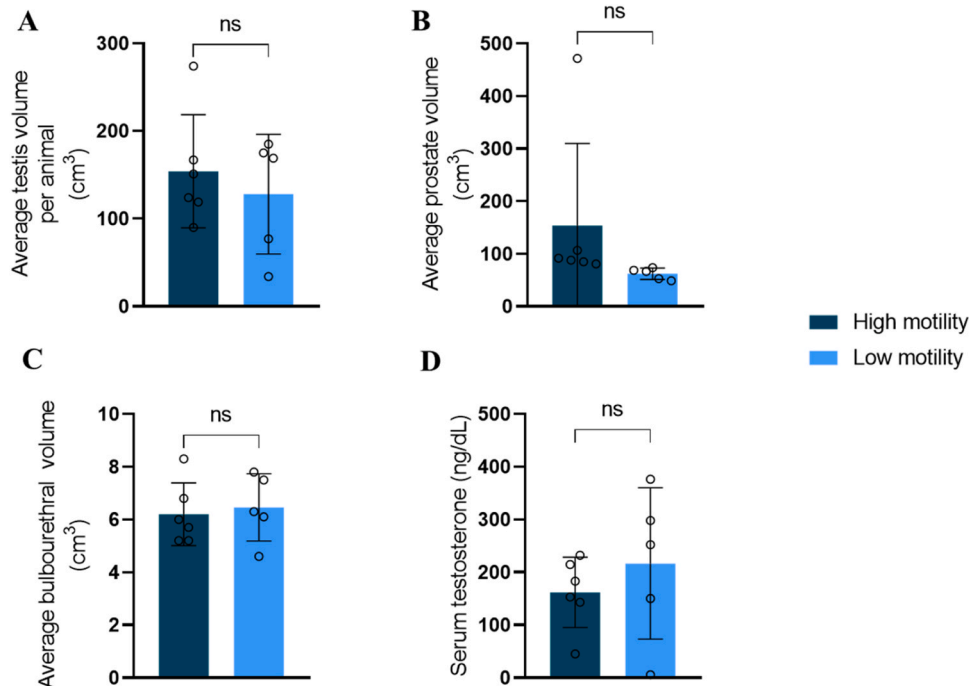 A
ns
300
200
100
0
Average testis volume
per animal
(cm³)
B
ns
500
400
300
200
100
0
Average prostate volume
(cm³)
High motility
Low motility
C
ns
10
8
6
4
2
0
Average bulbourethral volume
(cm³)
D
ns
500
400
300
200
100
0
Serum testosterone (ng/dL)